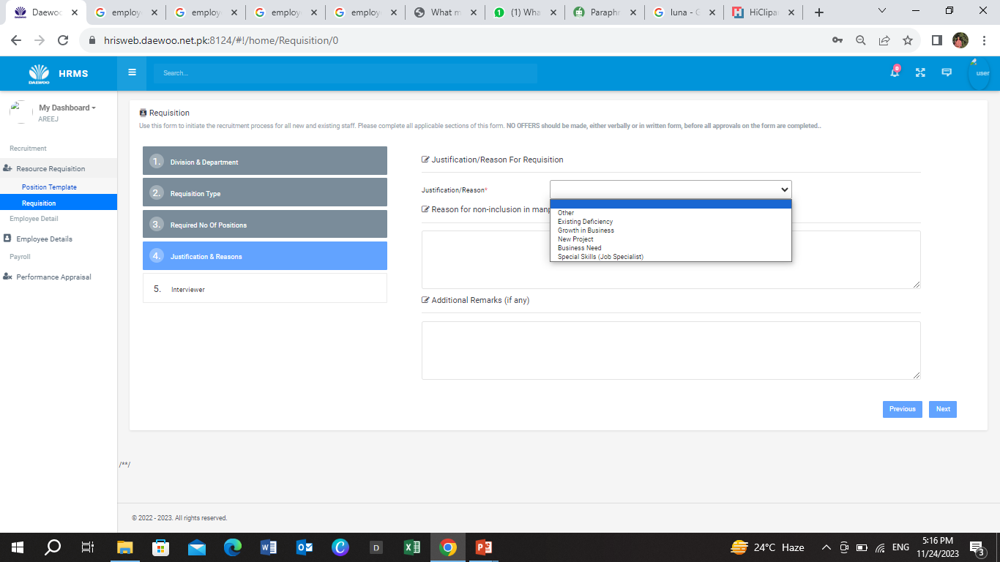 Daewoo
employ
employ
employ
employ
What m
(1) Wha
Paraphr
luna - G
HiClipa
hrisweb.daewoo.net.pk:8124/#!/home/Requisition/0
DAEWOO
HRMS
Search...
0
user
My Dashboard
AREEJ
Recruitment
Resource Requisition
Position Template
Requisition
Employee Detail
Employee Details
Payroll
Performance Appraisal
Requisition
Use this form to initiate the recruitment process for all new and existing staff. Please complete all applicable sections of this form. NO OFFERS should be made, either verbally or in written form, before all approvals on the form are completed..
1. Division & Department
2. Requisition Type
3. Required No Of Positions
4. Justification & Reasons
5. Interviewer
Justification/Reason For Requisition
Justification/Reason*
Other
Existing Deficiency
Growth in Business
New Project
Business Need
Special Skills (Job Specialist)
Reason for non-inclusion in manp
Additional Remarks (if any)
Previous
Next
/**/
© 2022 - 2023. All rights reserved.
24°C Haze
ENG
5:16 PM
11/24/2023
3